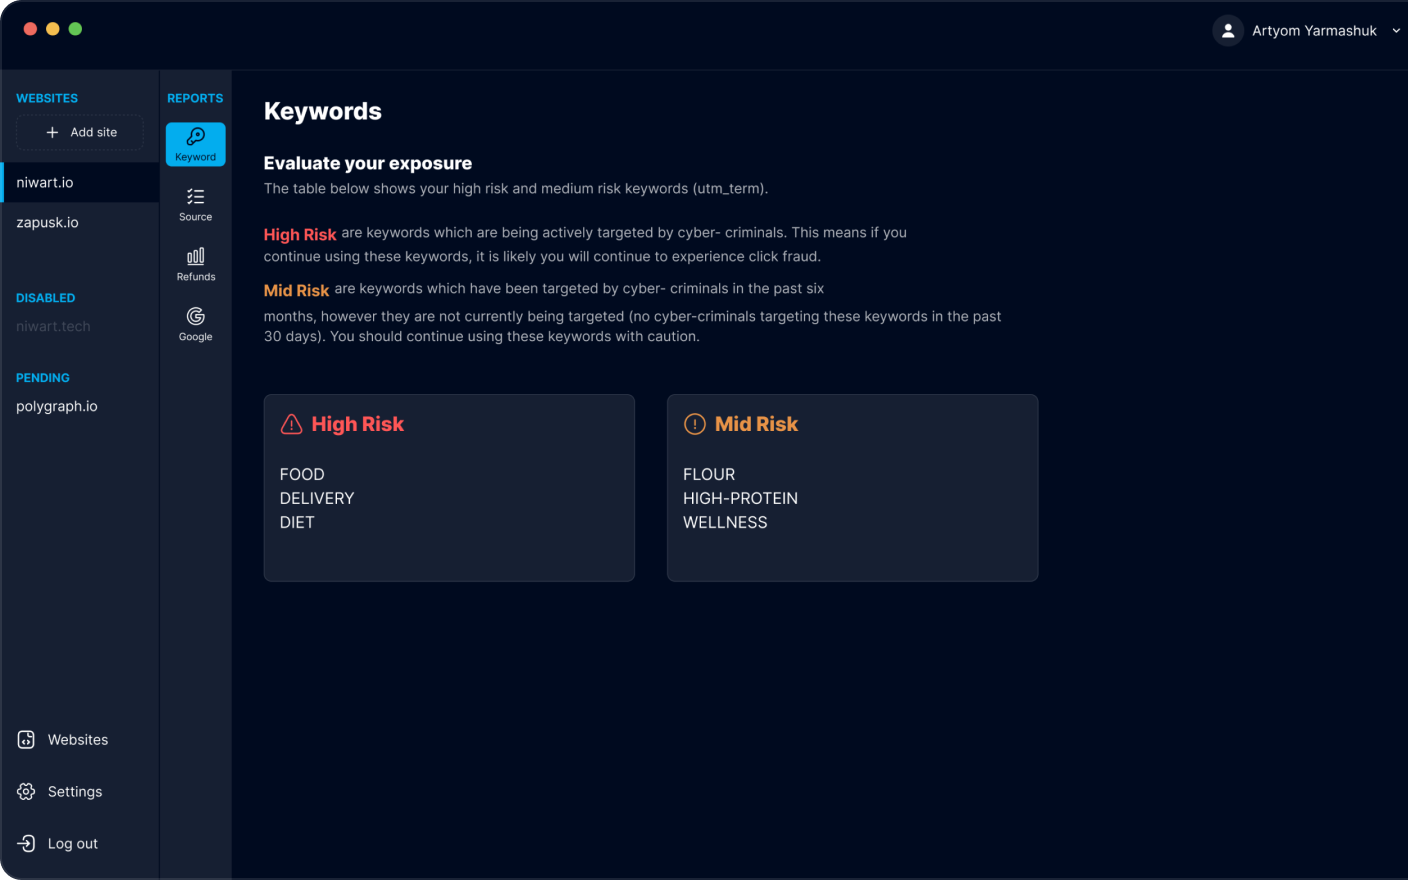 Artyom Yarmashuk
WEBSITES
Add site
niwart.io
zapusk.io
DISABLED
niwart.tech
PENDING
polygraph.io
Websites
Settings
Log out
REPORTS
Keyword
Source
Refunds
Google
Keywords
Evaluate your exposure
The table below shows your high risk and medium risk keywords (utm_term).
High Risk are keywords which are being actively targeted by cyber- criminals. This means if you
continue using these keywords, it is likely you will continue to experience click fraud.
Mid Risk are keywords which have been targeted by cyber- criminals in the past six
months, however they are not currently being targeted (no cyber-criminals targeting these keywords in the past
30 days). You should continue using these keywords with caution.
High Risk
FOOD
DELIVERY
DIET
Mid Risk
FLOUR
HIGH-PROTEIN
WELLNESS